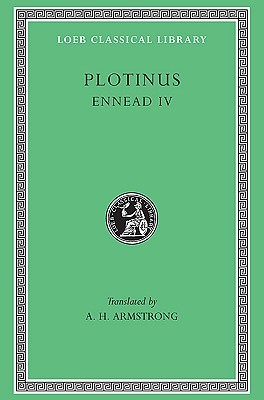 LOEB CLASSICAL LIBRARY
PLOTINUS
ENNEAD IV
Translated by
A. H. ARMSTRONG